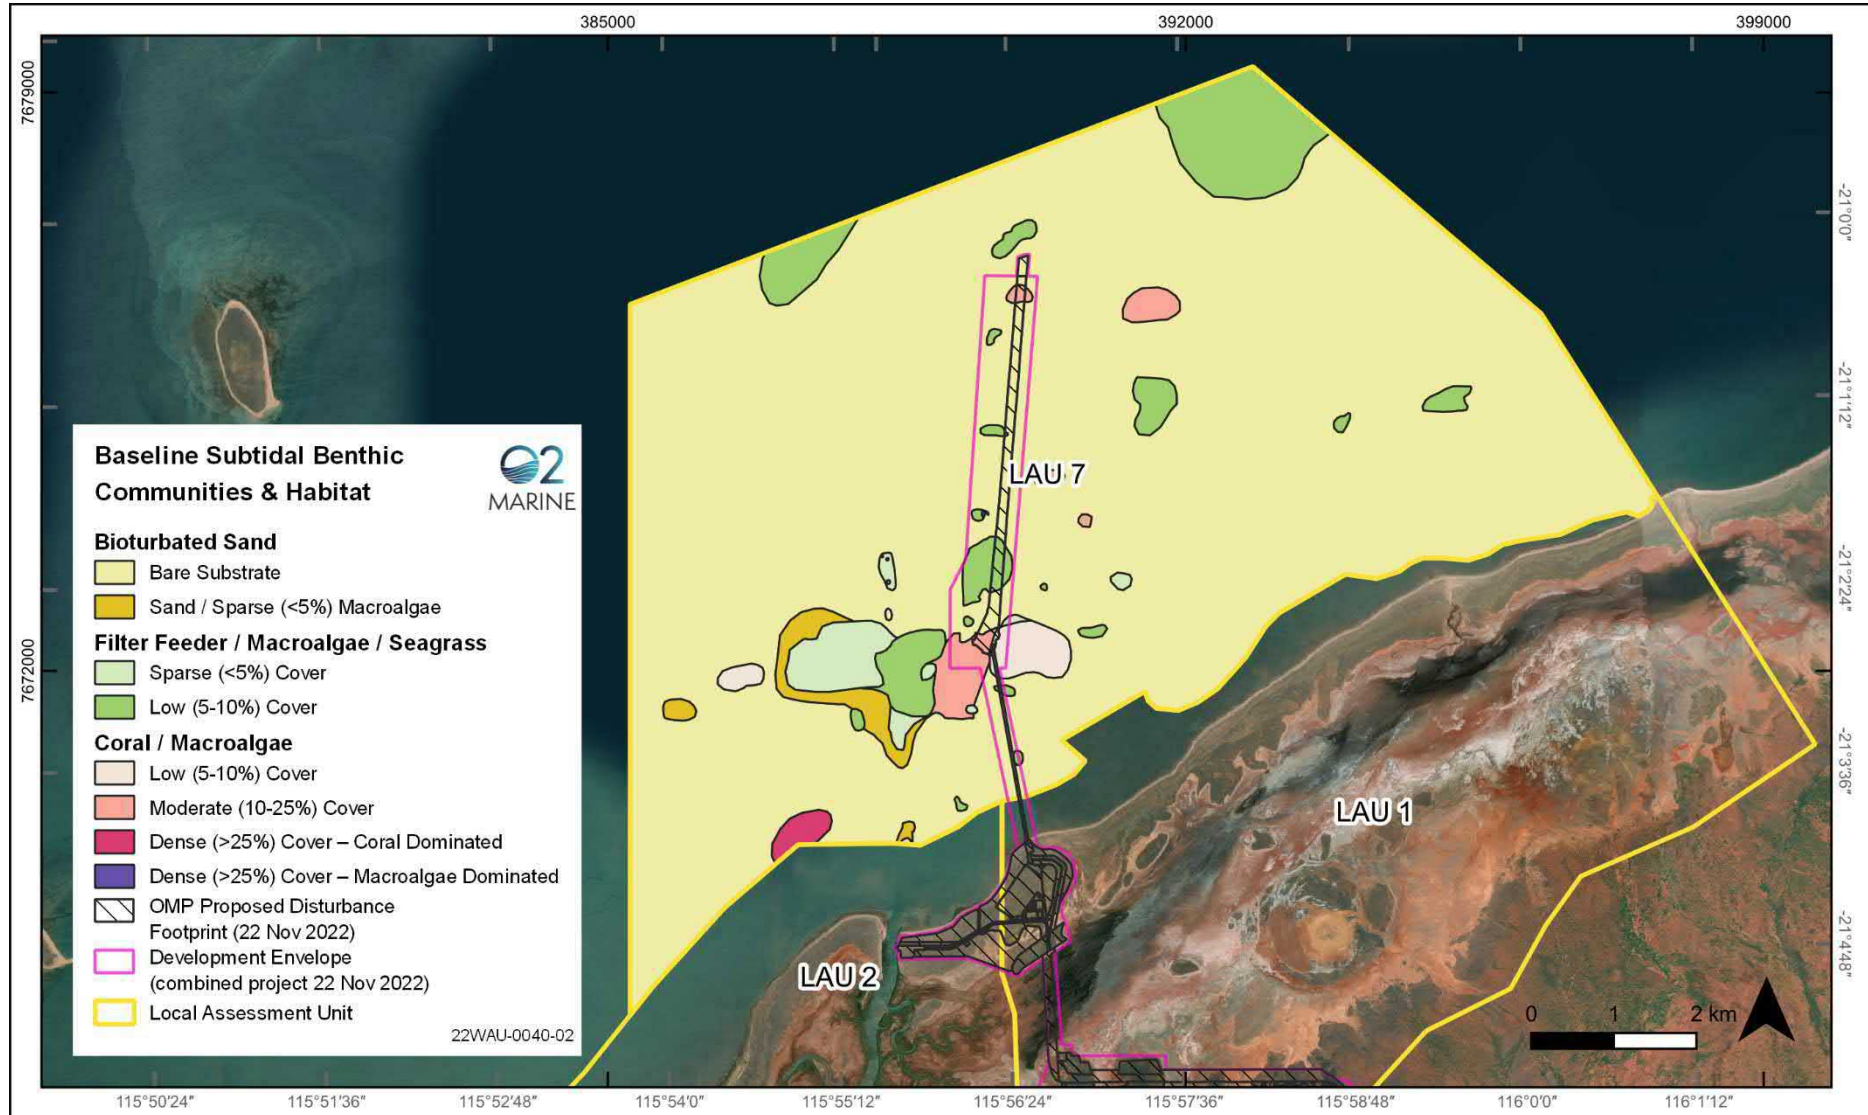 385000
392000
399000
7979000
7972000
-21°0'0"
-21°1'12"
-21°2'24"
-21°3'36"
-21°4'48"
LAU 7
LAU 1
LAU 2
Baseline Subtidal Benthic
Communities & Habitat
O2
MARINE
Bioturbated Sand
Bare Substrate
Sand / Sparse (<5%) Macroalgae
Filter Feeder / Macroalgae / Seagrass
Sparse (<5%) Cover
Low (5-10%) Cover
Coral / Macroalgae
Low (5-10%) Cover
Moderate (10-25%) Cover
Dense (>25%) Cover – Coral Dominated
Dense (>25%) Cover – Macroalgae Dominated
OMP Proposed Disturbance
Footprint (22 Nov 2022)
Development Envelope
(combined project 22 Nov 2022)
Local Assessment Unit
22WAU-0040-02
0 1 2 km
115°50'24"
115°51'36"
115°52'48"
115°54'0"
115°55'12"
115°56'24"
115°57'36"
115°58'48"
116°0'0"
116°1'12"